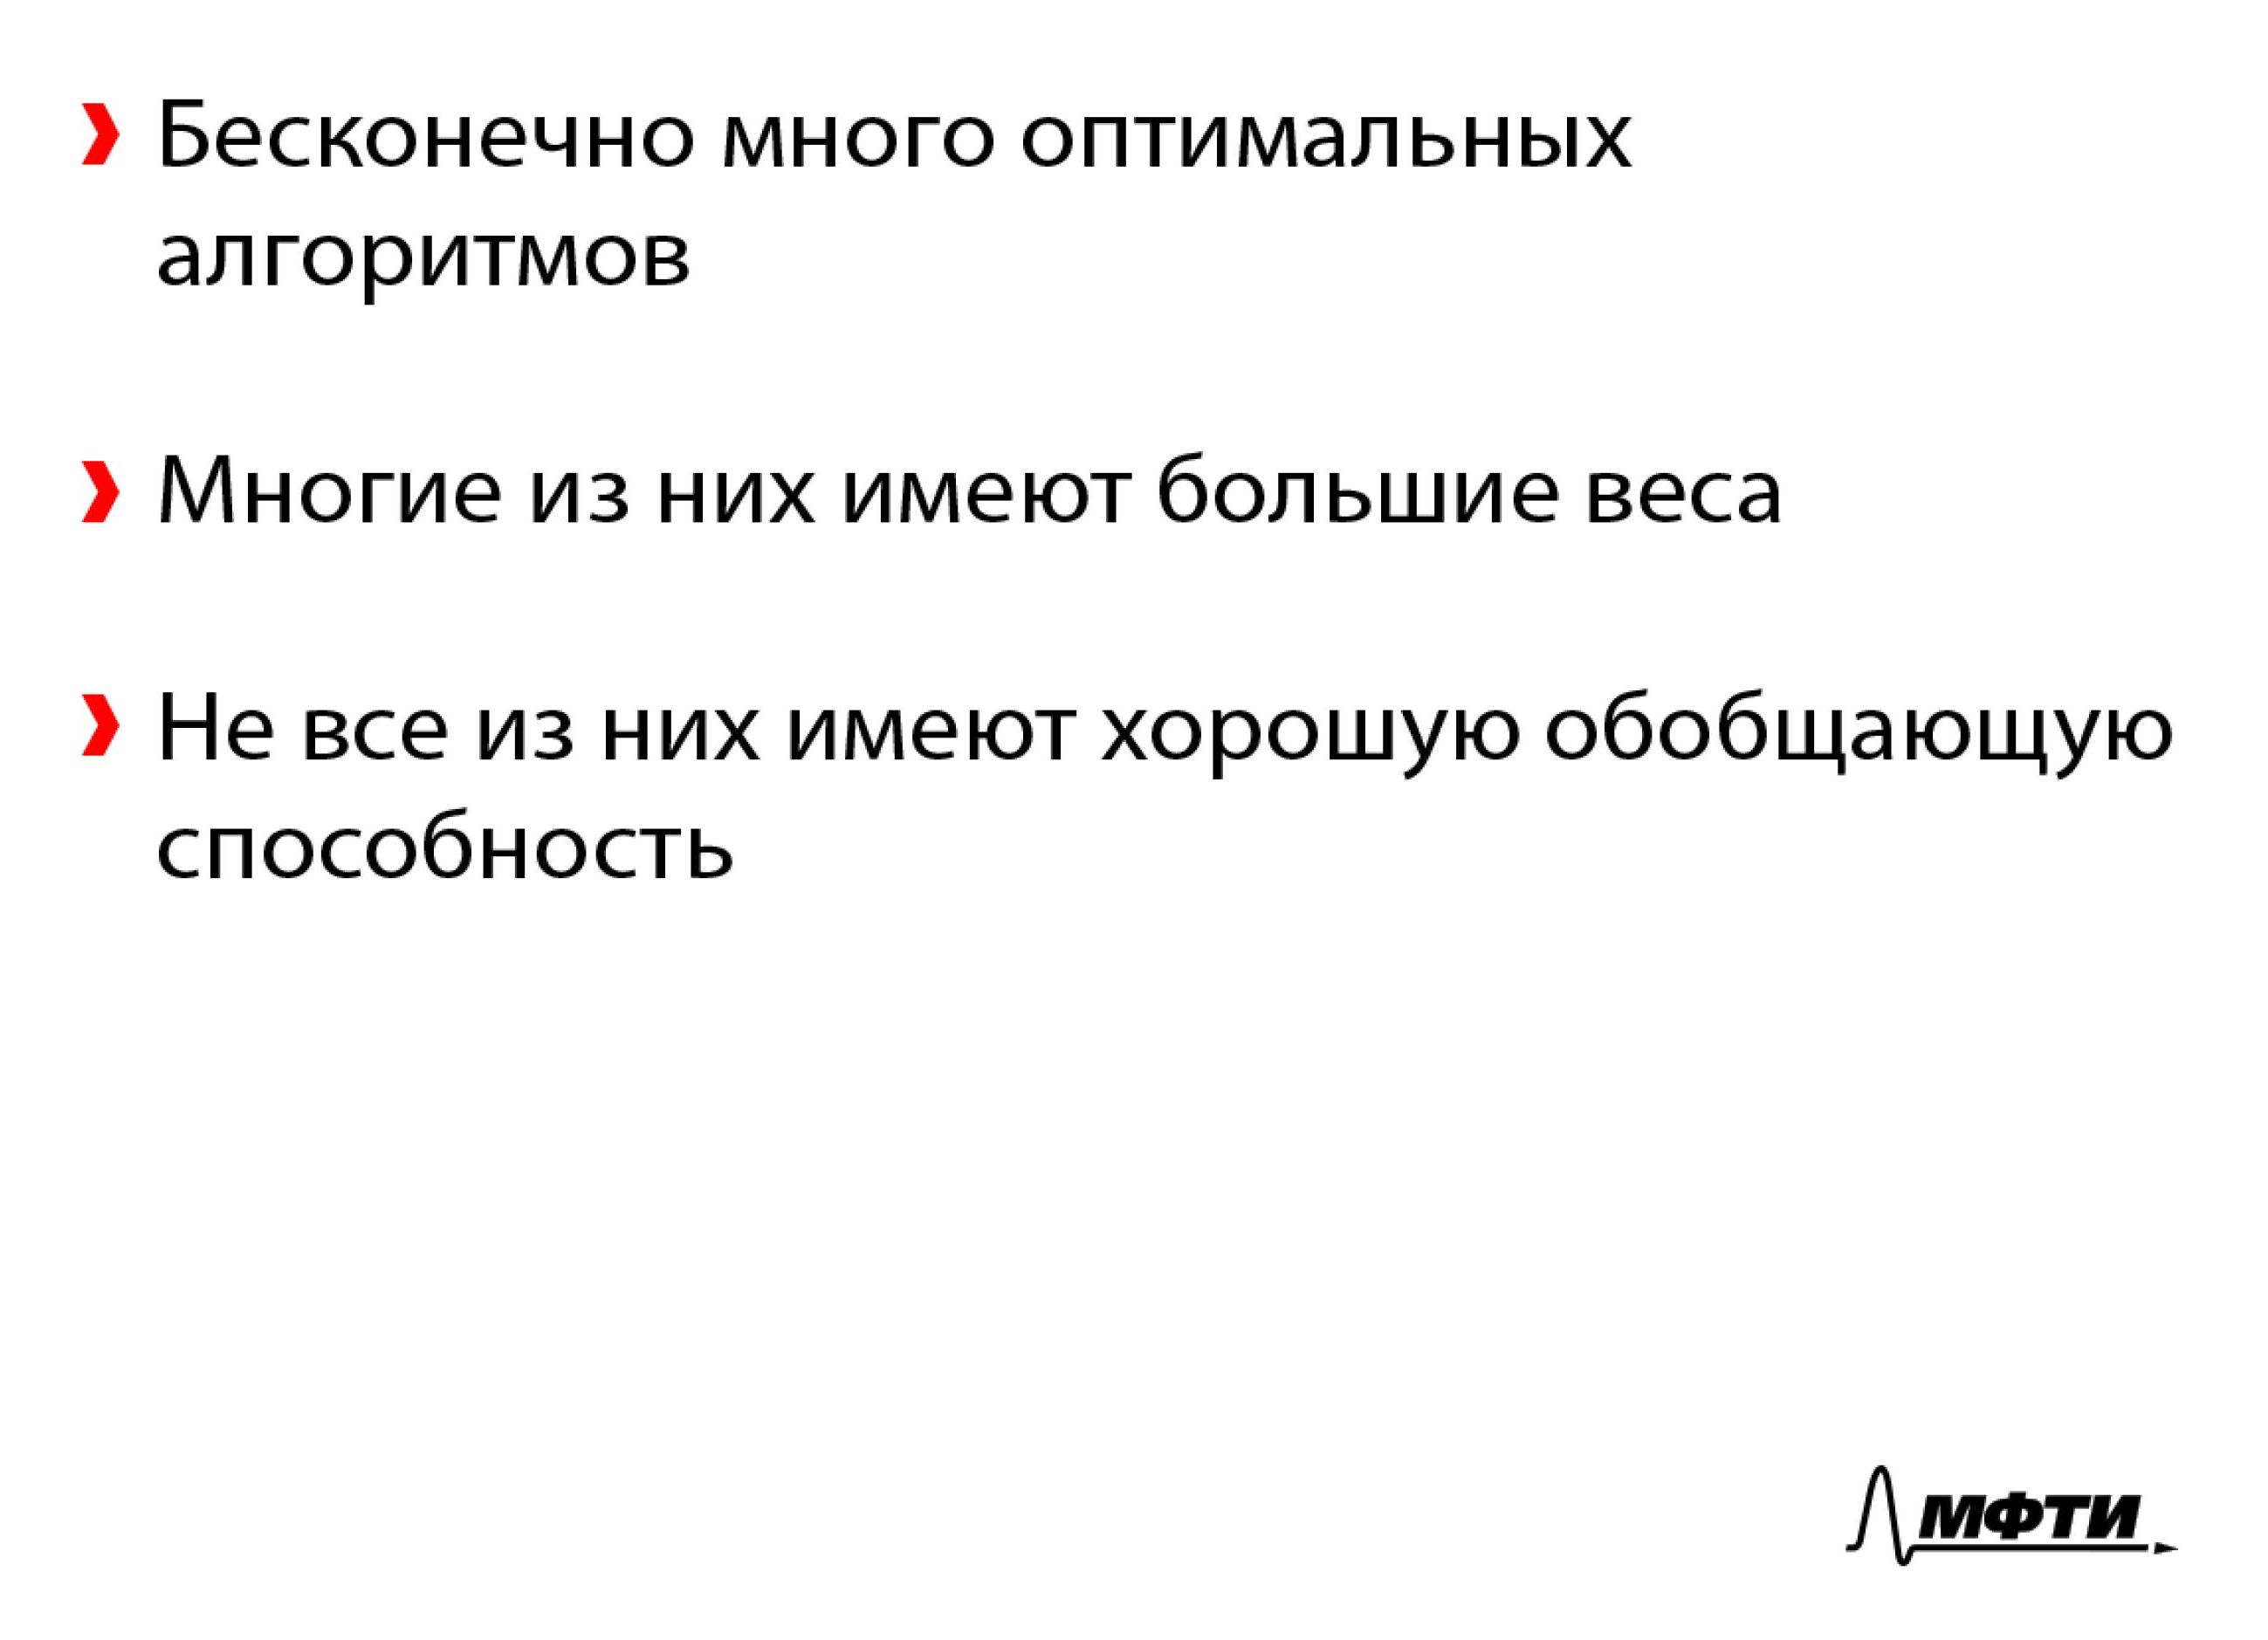 Бесконечно много оптимальных
алгоритмов
Многие из них имеют большие веса
Не все из них имеют хорошую обобщающую
способность
МФТИ